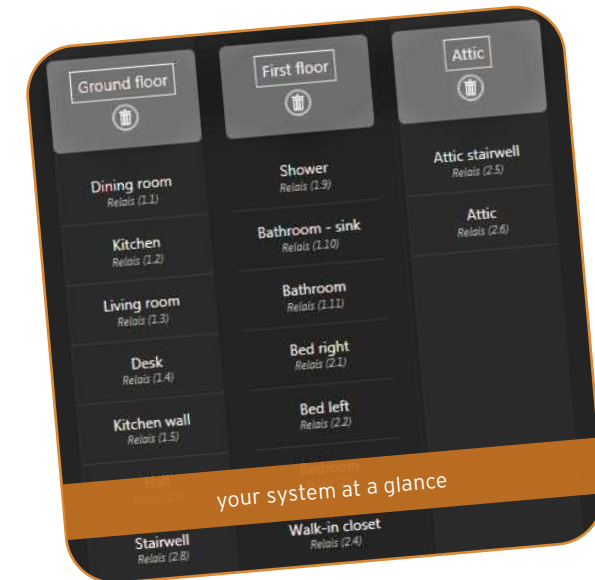 Ground floor
Dining room
Relais (1.1)
Kitchen
Relais (1.2)
Living room
Relais (1.3)
Desk
Relais (1.4)
Kitchen wall
Relais (1.5)
Hall
Stairwell
Relais (2.8)
First floor
Shower
Relais (1.9)
Bathroom - sink
Relais (1.10)
Bathroom
Relais (1.11)
Bed right
Relais (2.1)
Bed left
Relais (2.2)
Bedroom
Walk-in closet
Relais (2.4)
Attic
Attic stairwell
Relais (2.5)
Attic
Relais (2.6)
your system at a glance